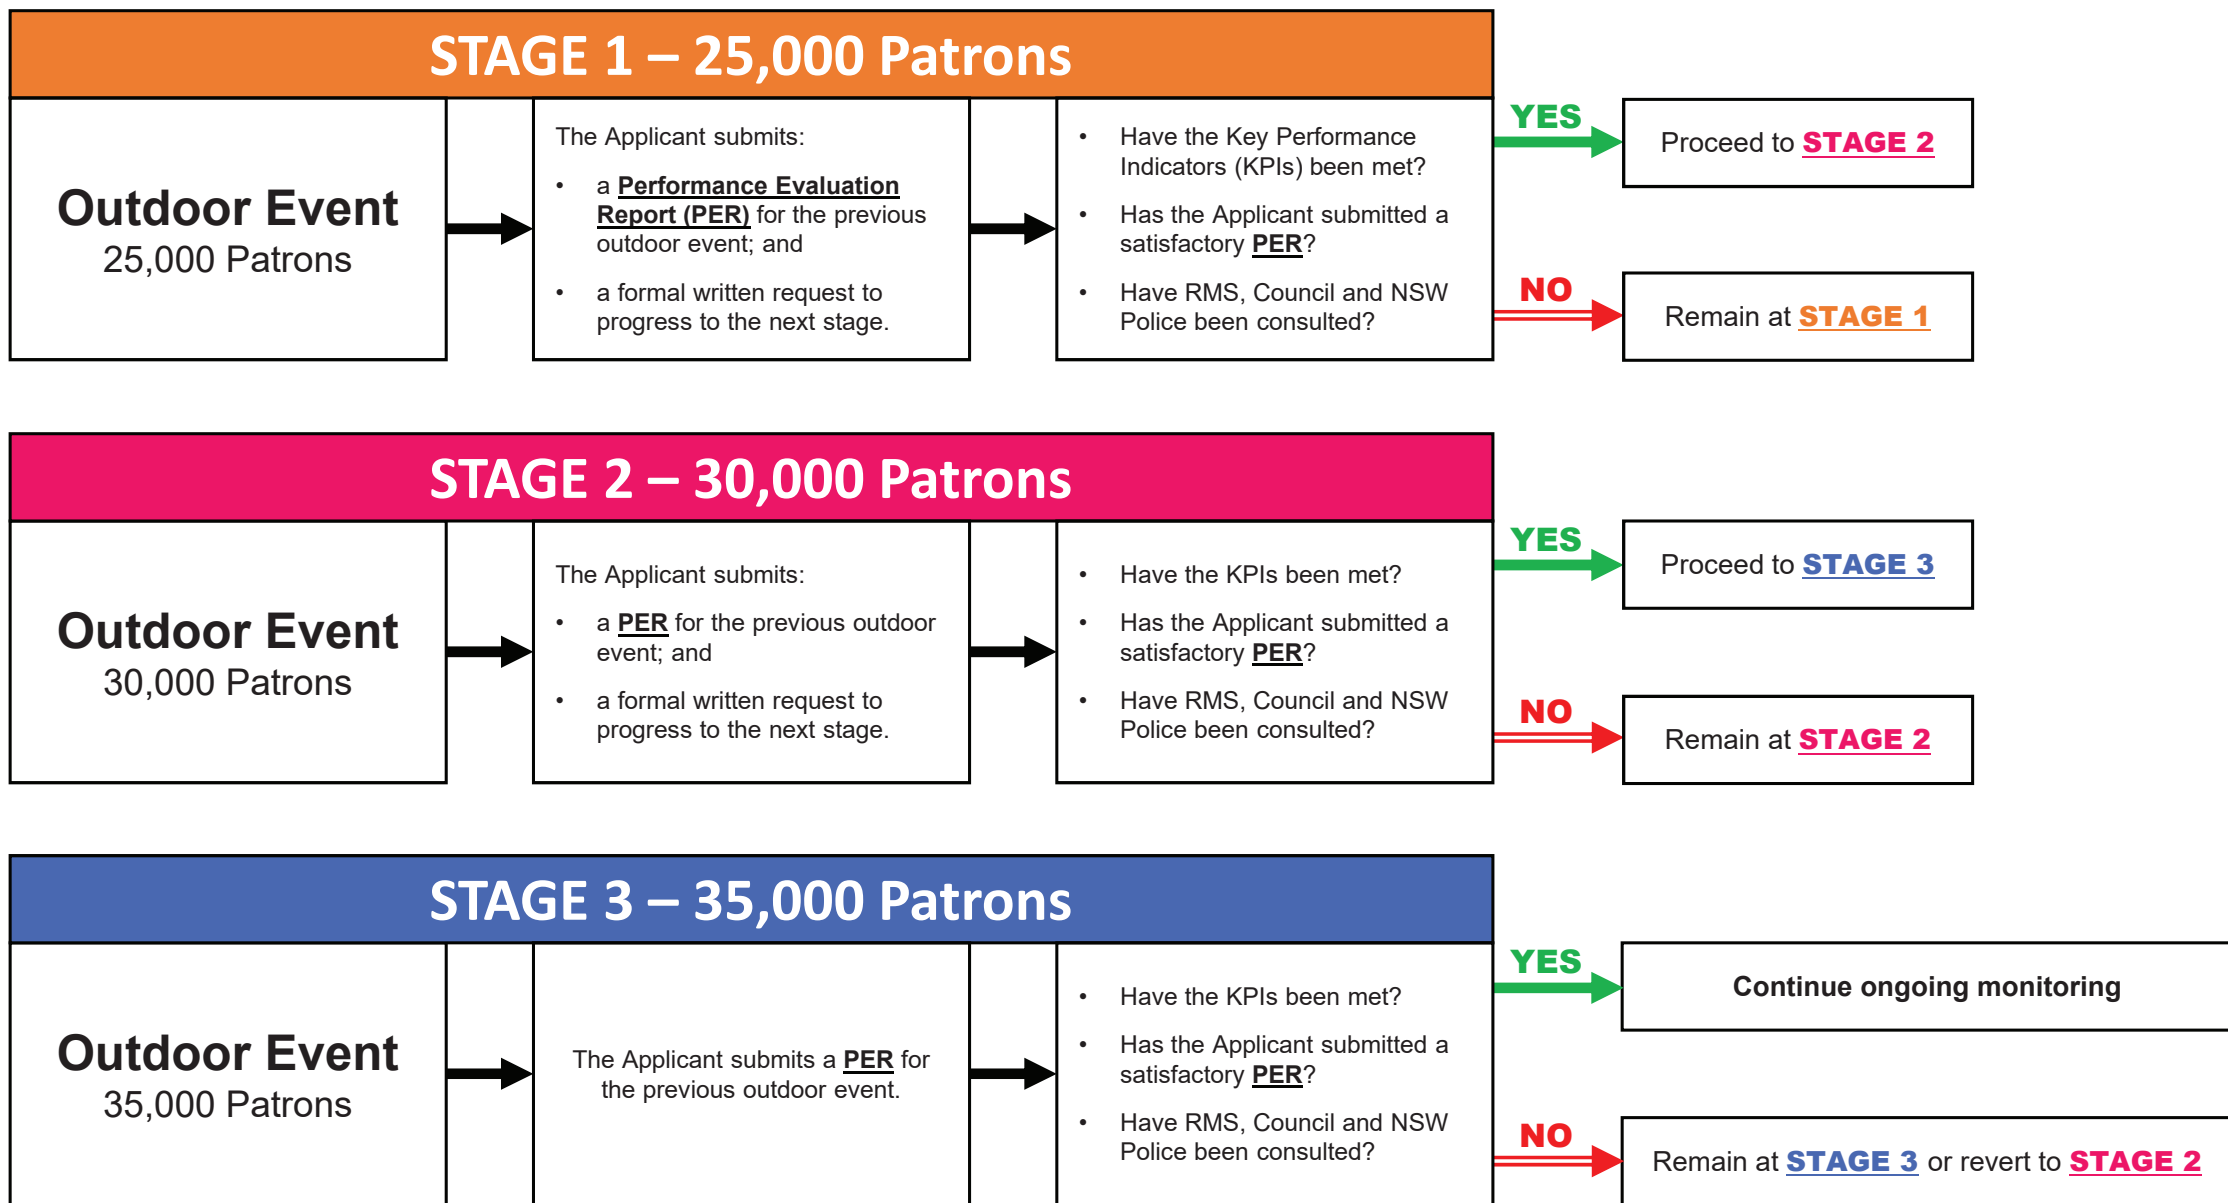 STAGE 1 – 25,000 Patrons
Outdoor Event
25,000 Patrons
The Applicant submits:
• a Performance Evaluation
Report (PER) for the previous
outdoor event; and
• a formal written request to
progress to the next stage.
• Have the Key Performance
Indicators (KPIs) been met?
• Has the Applicant submitted a
satisfactory PER?
• Have RMS, Council and NSW
Police been consulted?
YES
Proceed to STAGE 2
NO
Remain at STAGE 1
STAGE 2 – 30,000 Patrons
Outdoor Event
30,000 Patrons
The Applicant submits:
• a PER for the previous outdoor
event; and
• a formal written request to
progress to the next stage.
• Have the KPIs been met?
• Has the Applicant submitted a
satisfactory PER?
• Have RMS, Council and NSW
Police been consulted?
YES
Proceed to STAGE 3
NO
Remain at STAGE 2
STAGE 3 – 35,000 Patrons
Outdoor Event
35,000 Patrons
The Applicant submits a PER for
the previous outdoor event.
• Have the KPIs been met?
• Has the Applicant submitted a
satisfactory PER?
• Have RMS, Council and NSW
Police been consulted?
YES
Continue ongoing monitoring
NO
Remain at STAGE 3 or revert to STAGE 2